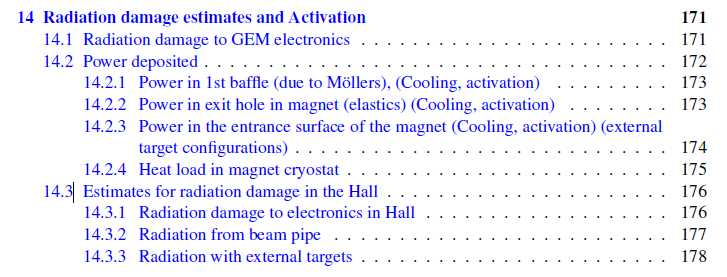 14 Radiation damage estimates and Activation 171
14.1 Radiation damage to GEM electronics . . . . . . . . . . . . . . . . . . . . . . . . 171
14.2 Power deposited . . . . . . . . . . . . . . . . . . . . . . . . . . . . . . . . . . . . 172
14.2.1 Power in 1st baffle (due to Möllers), (Cooling, activation) . . . . . . . . . 173
14.2.2 Power in exit hole in magnet (elastics) (Cooling, activation) . . . . . . . . 173
14.2.3 Power in the entrance surface of the magnet (Cooling, activation) (external
target configurations) . . . . . . . . . . . . . . . . . . . . . . . . . . . . . 174
14.2.4 Heat load in magnet cryostat . . . . . . . . . . . . . . . . . . . . . . . . . 175
14.3 Estimates for radiation damage in the Hall . . . . . . . . . . . . . . . . . . . . . . 176
14.3.1 Radiation damage to electronics in Hall . . . . . . . . . . . . . . . . . . . 176
14.3.2 Radiation from beam pipe . . . . . . . . . . . . . . . . . . . . . . . . . . 177
14.3.3 Radiation with external targets . . . . . . . . . . . . . . . . . . . . . . . . 178